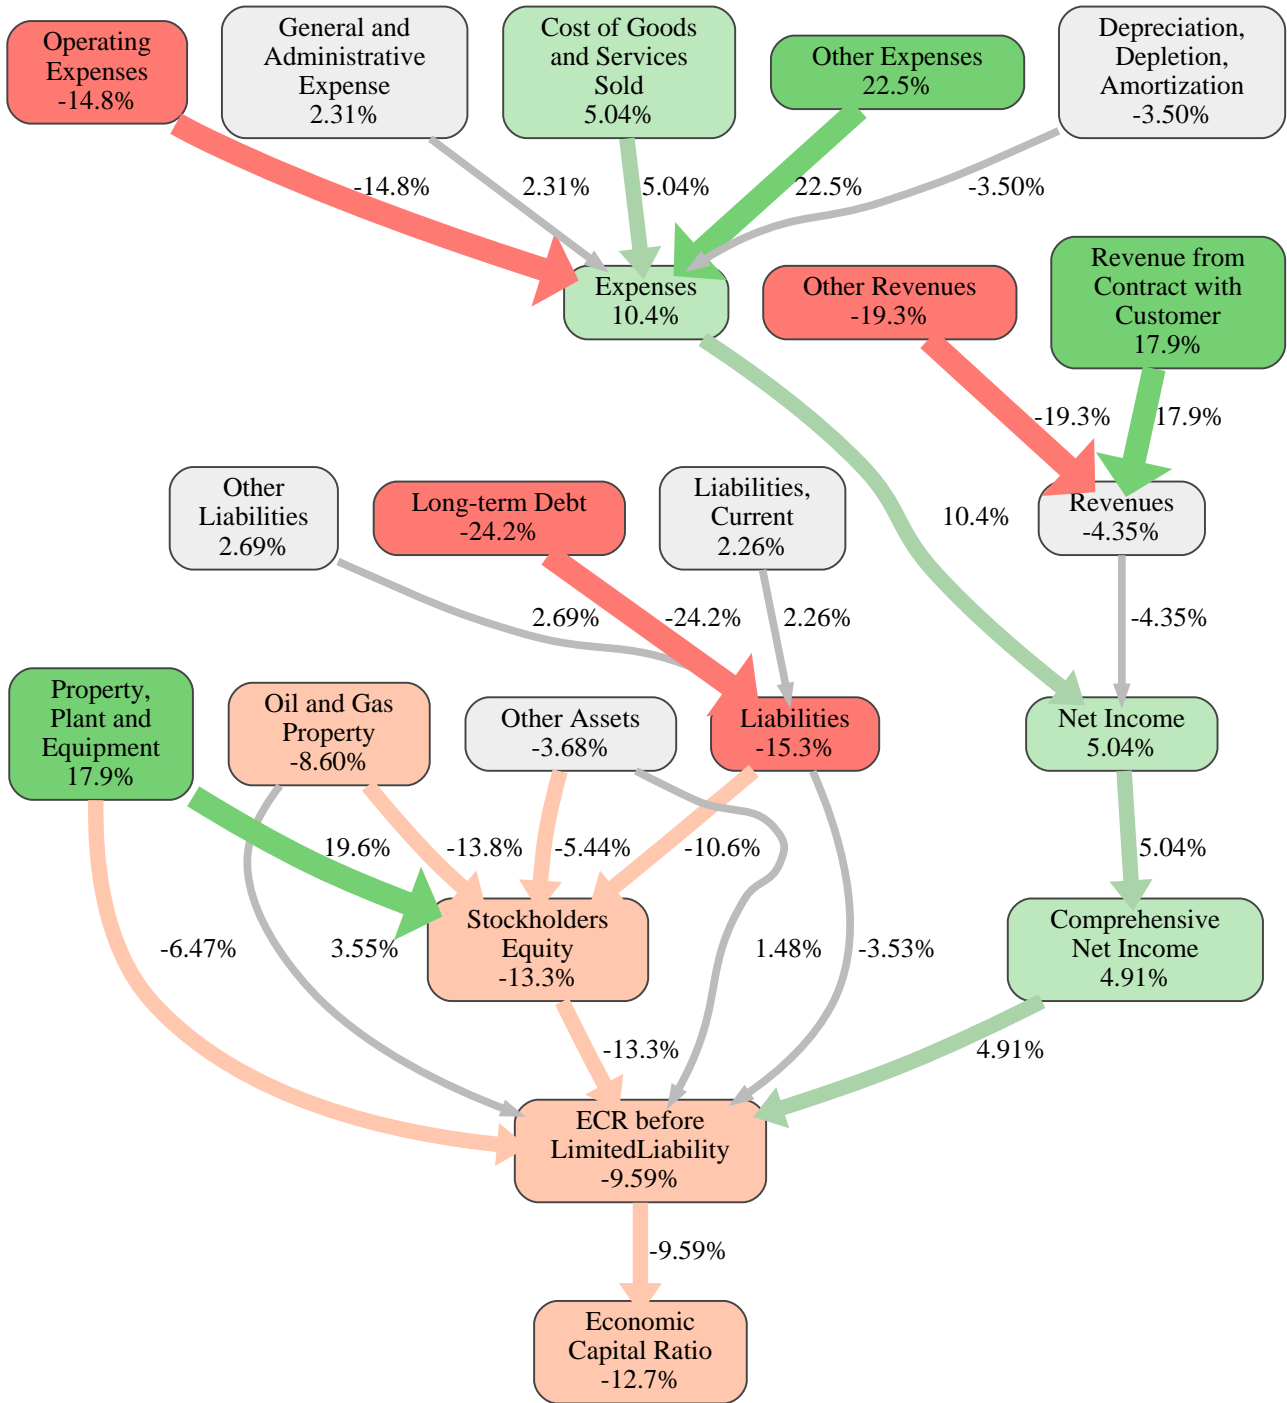 Operating
Expenses
-14.8%
General and
Administrative
Expense
2.31%
Cost of Goods
and Services
Sold
5.04%
Other Expenses
22.5%
Depreciation,
Depletion,
Amortization
-3.50%
-14.8%
2.31%
5.04%
22.5%
-3.50%
Expenses
10.4%
Other Revenues
-19.3%
Revenue from
Contract with
Customer
17.9%
-19.3%
17.9%
Other
Liabilities
2.69%
Long-term Debt
-24.2%
Liabilities,
Current
2.26%
10.4%
Revenues
-4.35%
2.69%
-24.2%
2.26%
-4.35%
Property,
Plant and
Equipment
17.9%
Oil and Gas
Property
-8.60%
Other Assets
-3.68%
Liabilities
-15.3%
Net Income
5.04%
19.6%
-13.8%
-5.44%
-10.6%
5.04%
-6.47%
3.55%
Stockholders
Equity
-13.3%
1.48%
-3.53%
Comprehensive
Net Income
4.91%
-13.3%
4.91%
ECR before
LimitedLiability
-9.59%
-9.59%
Economic
Capital Ratio
-12.7%